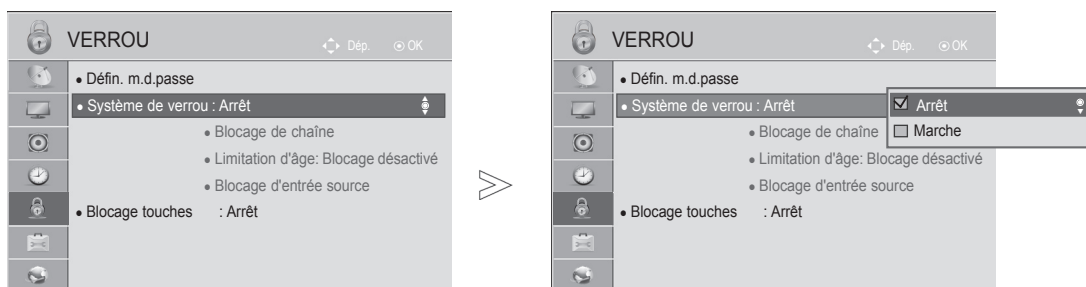 VERROU
Dép. OK
• Défin. m.d.passe
• Système de verrou : Arrêt
• Blocage de chaîne
• Limitation d'âge: Blocage désactivé
• Blocage d'entrée source
• Blocage touches : Arrêt
VERROU
Dép. OK
• Défin. m.d.passe
• Système de verrou : Arrêt
• Blocage de chaîne
• Limitation d'âge: Blocage désactivé
• Blocage d'entrée source
• Blocage touches : Arrêt
Arrêt
Marche